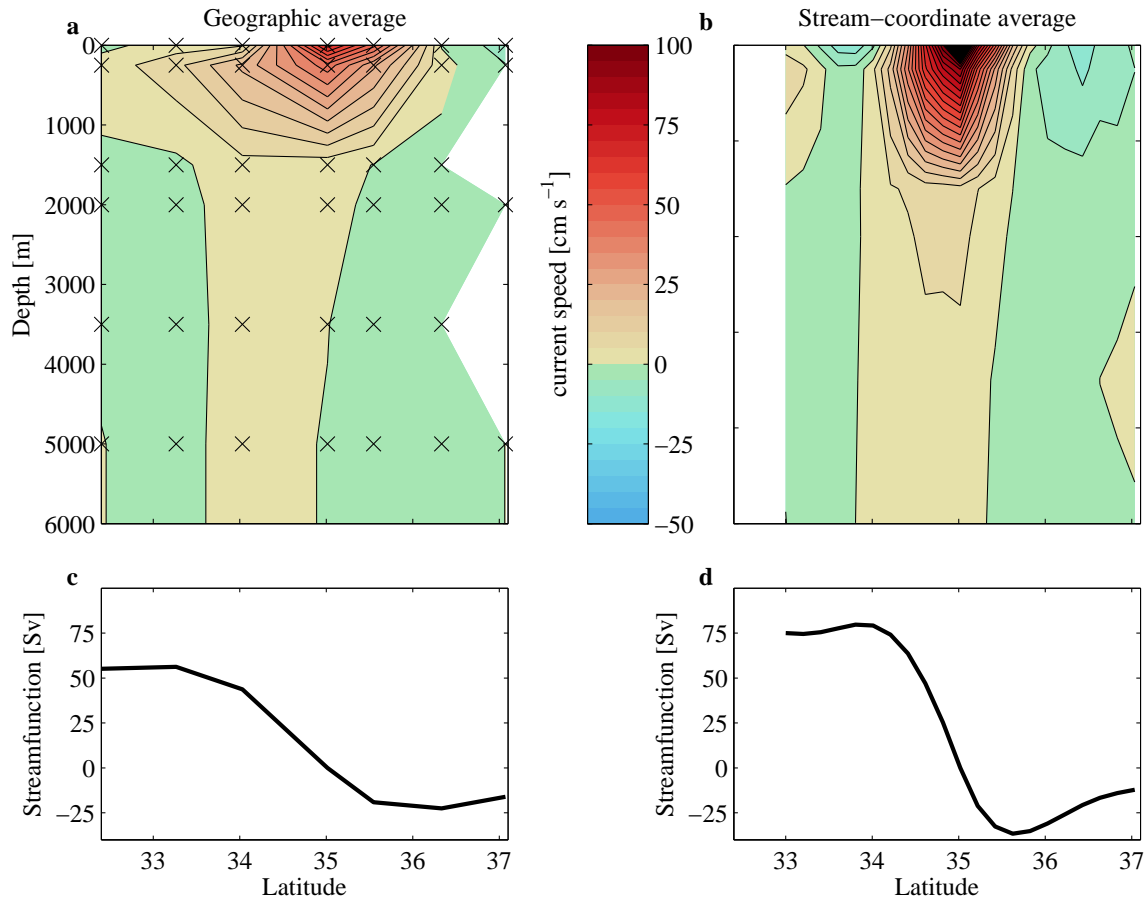 a
Geographic average
b
Stream−coordinate average
0
1000
2000
3000
4000
5000
6000
Depth [m]
100
75
50
25
0
−25
−50
current speed [cm s⁻¹]
c
75
50
25
0
−25
Streamfunction [Sv]
33
34
35
36
37
Latitude
d
75
50
25
0
−25
Streamfunction [Sv]
33
34
35
36
37
Latitude